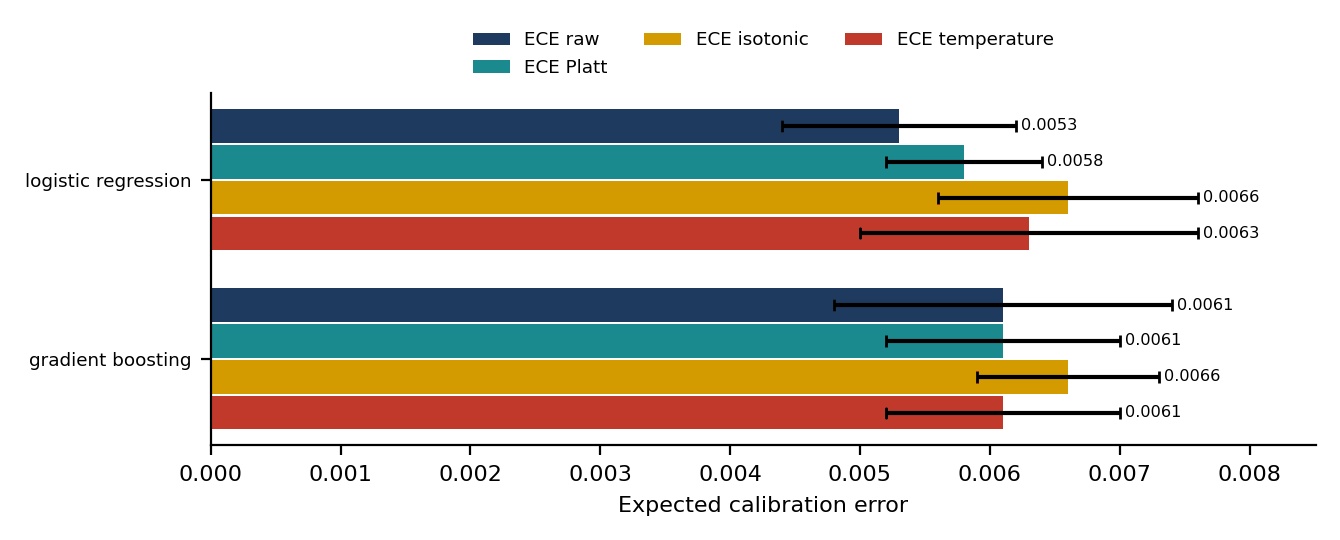 ECE raw ECE isotonic ECE temperature
ECE Platt
0.0053
0.0058
logistic regression
0.0066
0.0063
0.0061
0.0061
gradient boosting
0.0066
0.0061
0.000 0.001 0.002 0.003 0.004 0.005 0.006 0.007 0.008
Expected calibration error